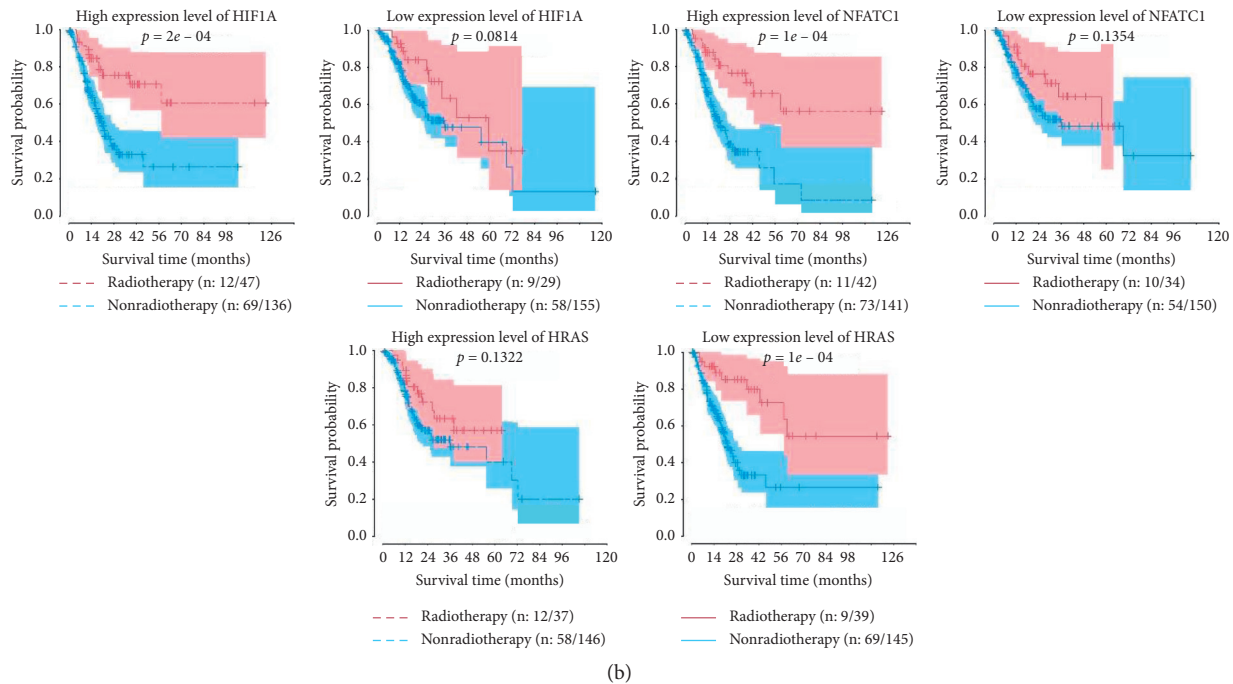 High expression level of HIF1A
p = 2e – 04
Survival probability
1.0
0.8
0.6
0.4
0.2
0.0
0 14 28 42 56 70 84 98 126
Survival time (months)
Radiotherapy (n: 12/47)
Nonradiotherapy (n: 69/136)
Low expression level of HIF1A
p = 0.0814
Survival probability
1.0
0.8
0.6
0.4
0.2
0.0
0 12 24 36 48 60 72 84 98 120
Survival time (months)
Radiotherapy (n: 9/29)
Nonradiotherapy (n: 58/155)
High expression level of NFATC1
p = 1e – 04
Survival probability
1.0
0.8
0.6
0.4
0.2
0.0
0 14 28 42 56 70 84 98 126
Survival time (months)
Radiotherapy (n: 11/42)
Nonradiotherapy (n: 73/141)
Low expression level of NFATC1
p = 0.1354
Survival probability
1.0
0.8
0.6
0.4
0.2
0.0
0 12 24 36 48 60 72 84 98 120
Survival time (months)
Radiotherapy (n: 10/34)
Nonradiotherapy (n: 54/150)
High expression level of HRAS
p = 0.1322
Survival probability
1.0
0.8
0.6
0.4
0.2
0.0
0 12 24 36 48 60 72 84 98 120
Survival time (months)
Radiotherapy (n: 12/37)
Nonradiotherapy (n: 58/146)
Low expression level of HRAS
p = 1e – 04
Survival probability
1.0
0.8
0.6
0.4
0.2
0.0
0 14 28 42 56 70 84 98 126
Survival time (months)
Radiotherapy (n: 9/39)
Nonradiotherapy (n: 69/145)
(b)